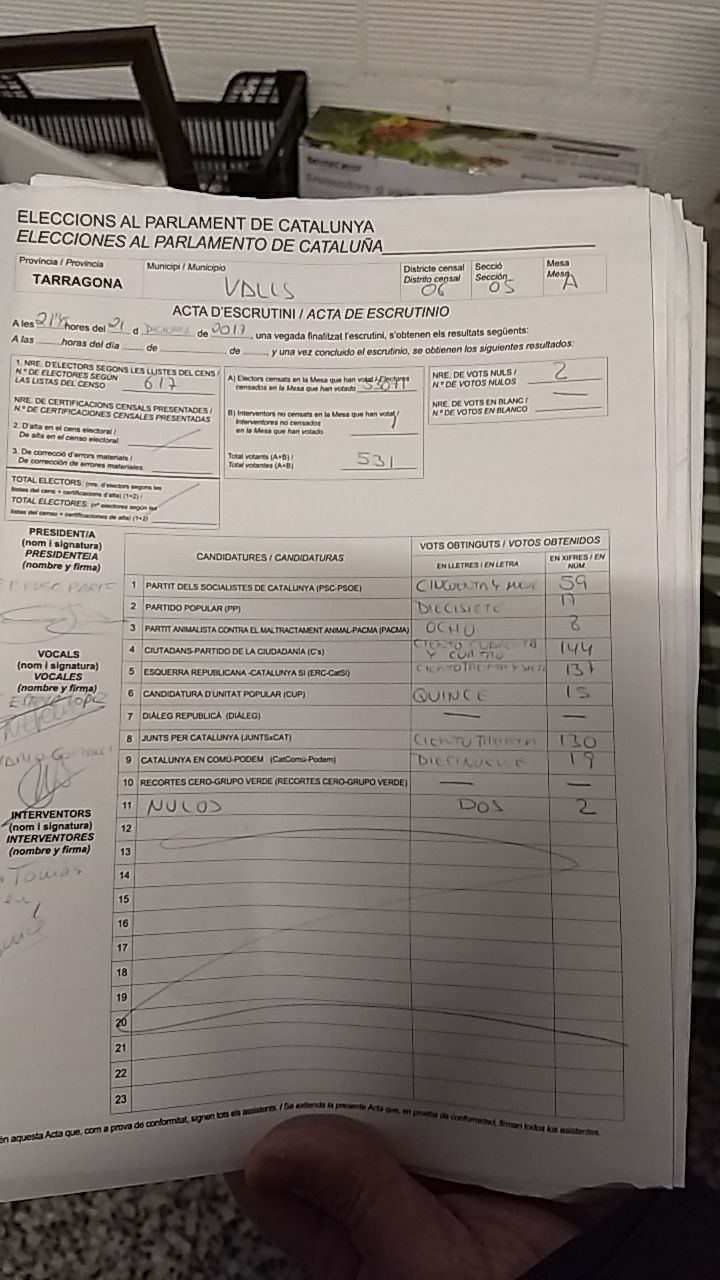 ELECCIONS AL PARLAMENT DE CATALUNYA
ELECCIONES AL PARLAMENTO DE CATALUÑA
Província / Provincia
TARRAGONA
Municipi / Municipio
VALLS
Districte censal
Distrito censal
06
Secció
Sección
05
Mesa
Mesa
A
ACTA D'ESCRUTINI / ACTA DE ESCRUTINIO
A les hores del 21 d DICIEMBRE de 2017, una vegada finalitzat l'escrutini, s'obtenen els resultats següents:
A las ........ horas del día ...... de .................. de ........, y una vez concluido el escrutinio, se obtienen los siguientes resultados:
1. NRE. D'ELECTORS SEGONS LES LLISTES DEL CENS /
N.º DE ELECTORES SEGÚN
LAS LISTAS DEL CENSO
617
NRE. DE CERTIFICACIONS CENSALS PRESENTADES /
N.º DE CERTIFICACIONES CENSALES PRESENTADAS
2. D'alta en el cens electoral /
De alta en el censo electoral:
3. De correcció d'errors materials /
De corrección de errores materiales
TOTAL ELECTORS: (nre. d'electors segons les
llistes del cens + certificacions d'alta) (1+2) /
TOTAL ELECTORES: (nº electores según las
listas del censo + certificaciones de alta) (1+2)
A) Electors censats en la Mesa que han votat / Electores
censados en la Mesa que han votado
B) Interventors no censats en la Mesa que han votat /
Interventores no censados
en la Mesa que han votado
Total votants (A+B) /
Total votantes (A+B)
531
NRE. DE VOTS NULS /
N.º DE VOTOS NULOS
2
NRE. DE VOTS EN BLANC /
N.º DE VOTOS EN BLANCO
—
PRESIDENT/A
(nom i signatura)
PRESIDENTE/A
(nombre y firma)
VOCALS
(nom i signatura)
VOCALES
(nombre y firma)
INTERVENTORS
(nom i signatura)
INTERVENTORES
(nombre y firma)
Tomas
CANDIDATURES / CANDIDATURAS
VOTS OBTINGUTS / VOTOS OBTENIDOS
EN LLETRES / EN LETRA
EN XIFRES / EN NÚM.
1 PARTIT DELS SOCIALISTES DE CATALUNYA (PSC-PSOE) CINCUENTA Y NUEVE 59
2 PARTIDO POPULAR (PP) DIECISIETE 17
3 PARTIT ANIMALISTA CONTRA EL MALTRACTAMENT ANIMAL-PACMA (PACMA) OCHO 8
4 CIUTADANS-PARTIDO DE LA CIUDADANÍA (C's) CIENTO CUARENTA Y CUATRO 144
5 ESQUERRA REPUBLICANA -CATALUNYA SÍ (ERC-CatSí) CIENTO TREINTA Y SIETE 137
6 CANDIDATURA D'UNITAT POPULAR (CUP) QUINCE 15
7 DIÀLEG REPUBLICÀ (DIÀLEG) — —
8 JUNTS PER CATALUNYA (JUNTSxCAT) CIENTO TREINTA 130
9 CATALUNYA EN COMÚ-PODEM (CatComú-Podem) DIECINUEVE 19
10 RECORTES CERO-GRUPO VERDE (RECORTES CERO-GRUPO VERDE) — —
11 NULOS DOS 2
12
13
14
15
16
17
18
19
20
21
22
23
én aquesta Acta que, com a prova de conformitat, signen tots els assistents. / Se extiende la presente Acta que, en prueba de conformidad, firman todos los asistentes.